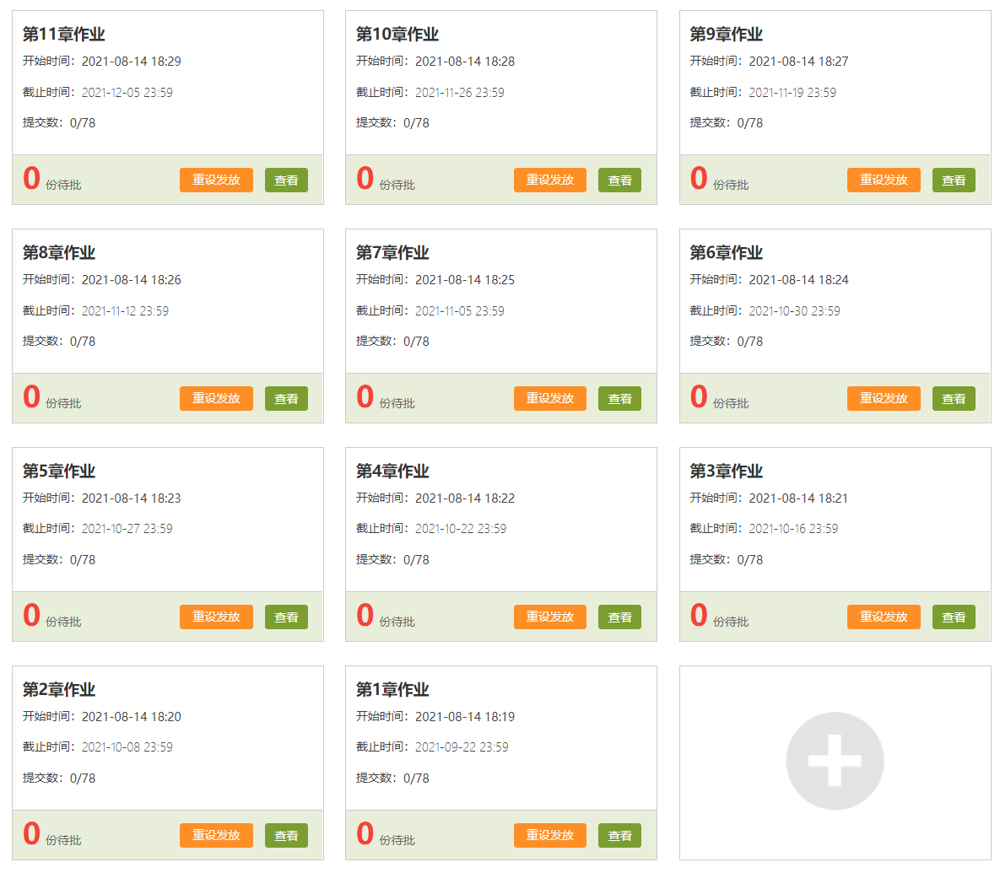 第11章作业
开始时间：2021-08-14 18:29
截止时间：2021-12-05 23:59
提交数：0/78
0 份待批 重设发放 查看
第10章作业
开始时间：2021-08-14 18:28
截止时间：2021-11-26 23:59
提交数：0/78
0 份待批 重设发放 查看
第9章作业
开始时间：2021-08-14 18:27
截止时间：2021-11-19 23:59
提交数：0/78
0 份待批 重设发放 查看
第8章作业
开始时间：2021-08-14 18:26
截止时间：2021-11-12 23:59
提交数：0/78
0 份待批 重设发放 查看
第7章作业
开始时间：2021-08-14 18:25
截止时间：2021-11-05 23:59
提交数：0/78
0 份待批 重设发放 查看
第6章作业
开始时间：2021-08-14 18:24
截止时间：2021-10-30 23:59
提交数：0/78
0 份待批 重设发放 查看
第5章作业
开始时间：2021-08-14 18:23
截止时间：2021-10-27 23:59
提交数：0/78
0 份待批 重设发放 查看
第4章作业
开始时间：2021-08-14 18:22
截止时间：2021-10-22 23:59
提交数：0/78
0 份待批 重设发放 查看
第3章作业
开始时间：2021-08-14 18:21
截止时间：2021-10-16 23:59
提交数：0/78
0 份待批 重设发放 查看
第2章作业
开始时间：2021-08-14 18:20
截止时间：2021-10-08 23:59
提交数：0/78
0 份待批 重设发放 查看
第1章作业
开始时间：2021-08-14 18:19
截止时间：2021-09-22 23:59
提交数：0/78
0 份待批 重设发放 查看